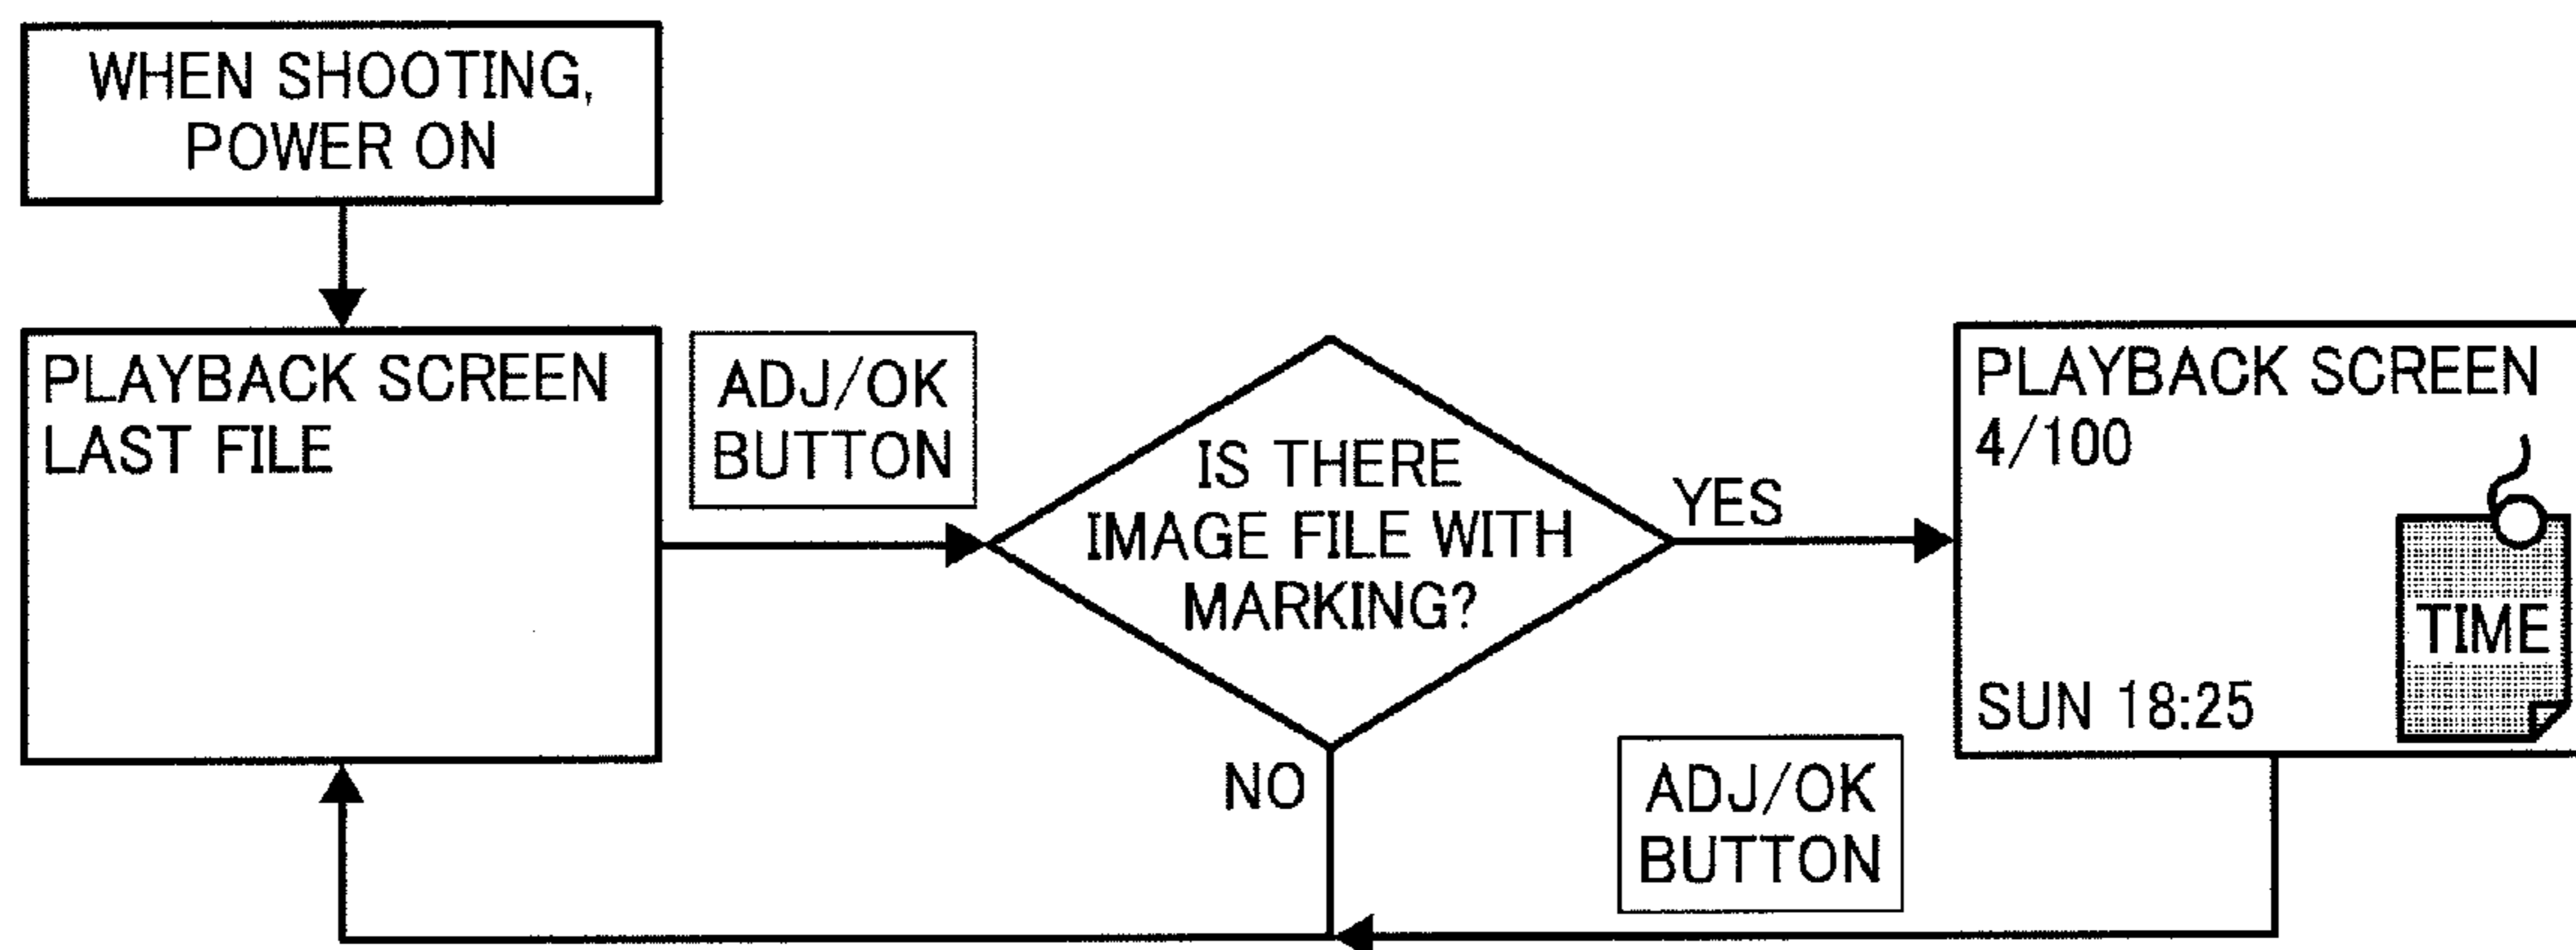 WHEN SHOOTING,
POWER ON
PLAYBACK SCREEN
LAST FILE
ADJ/OK
BUTTON
IS THERE
IMAGE FILE WITH
MARKING?
YES
NO
PLAYBACK SCREEN
4/100
TIME
SUN 18:25
ADJ/OK
BUTTON